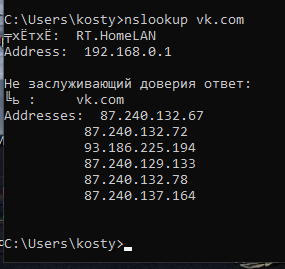 C:\Users\kosty>nslookup vk.com
╤хЁтхЁ:  RT.HomeLAN
Address:  192.168.0.1
Не заслуживающий доверия ответ:
╚ь :     vk.com
Addresses:  87.240.132.67
87.240.132.72
93.186.225.194
87.240.129.133
87.240.132.78
87.240.137.164
C:\Users\kosty>